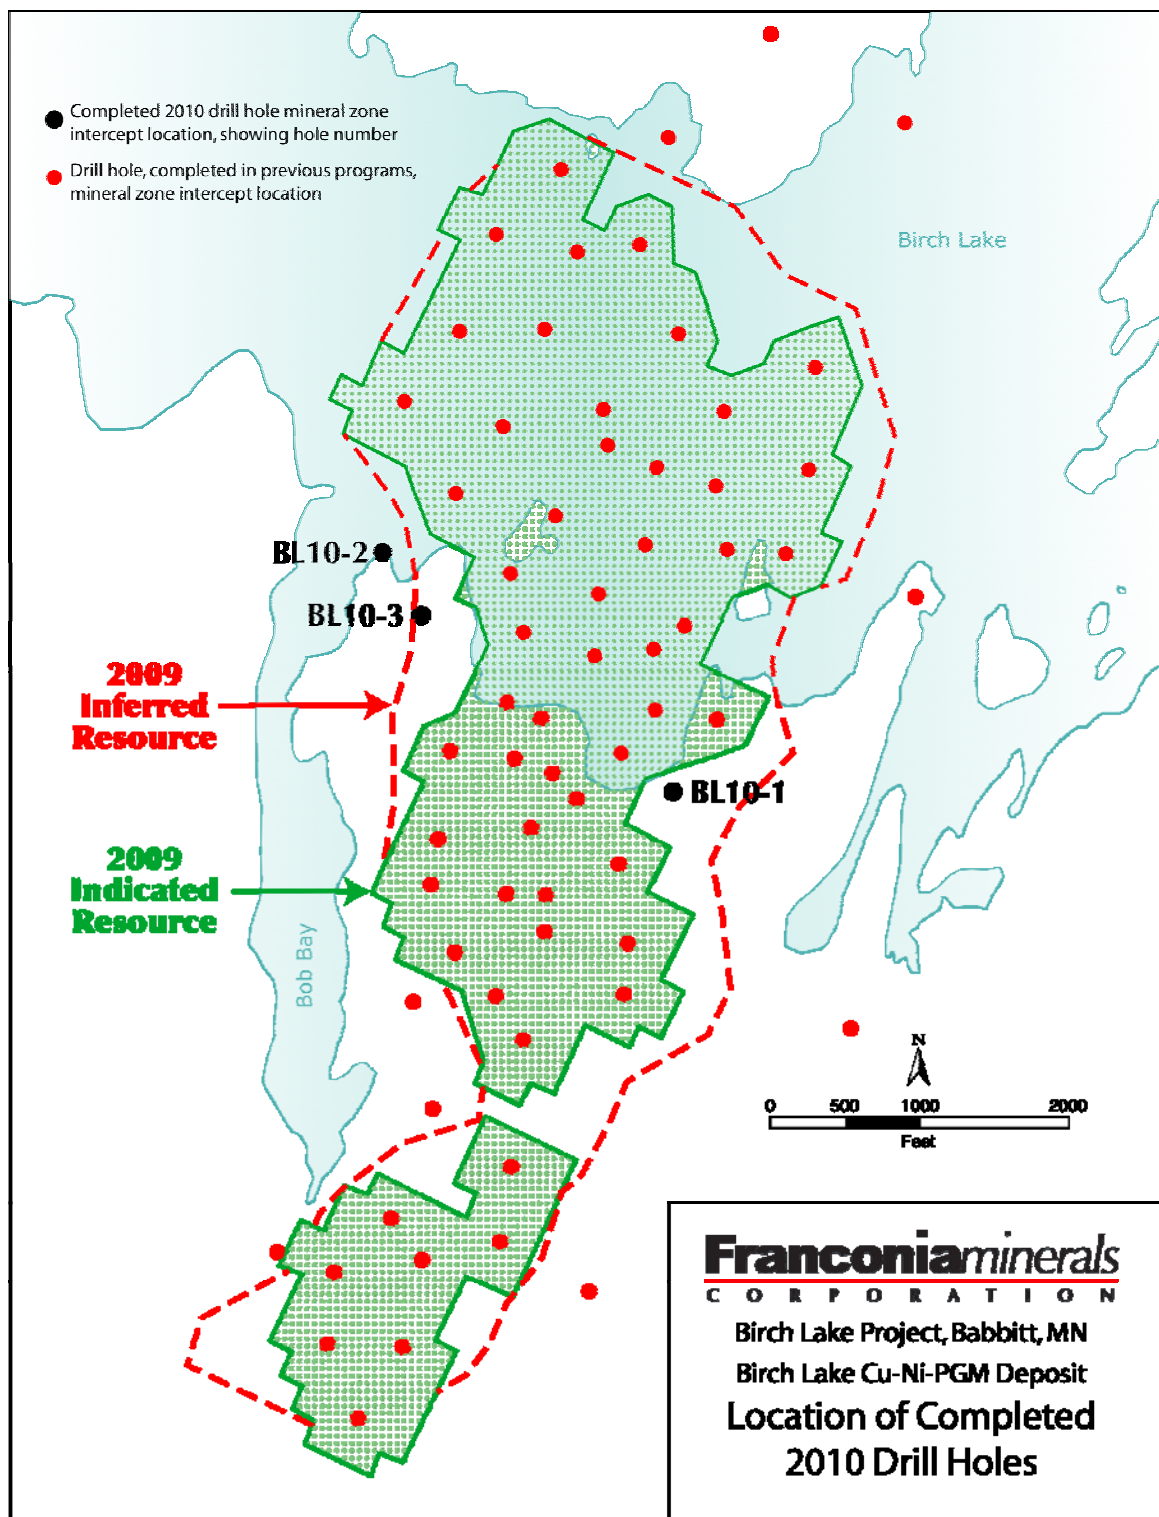 Completed 2010 drill hole mineral zone
intercept location, showing hole number
Drill hole, completed in previous programs,
mineral zone intercept location
Birch Lake
BL10-2
BL10-3
2009
Inferred
Resource
BL10-1
2009
Indicated
Resource
Bob Bay
N
0 500 1000 2000
Feet
Franconiaminerals
CORPORATION
Birch Lake Project, Babbitt, MN
Birch Lake Cu-Ni-PGM Deposit
Location of Completed
2010 Drill Holes